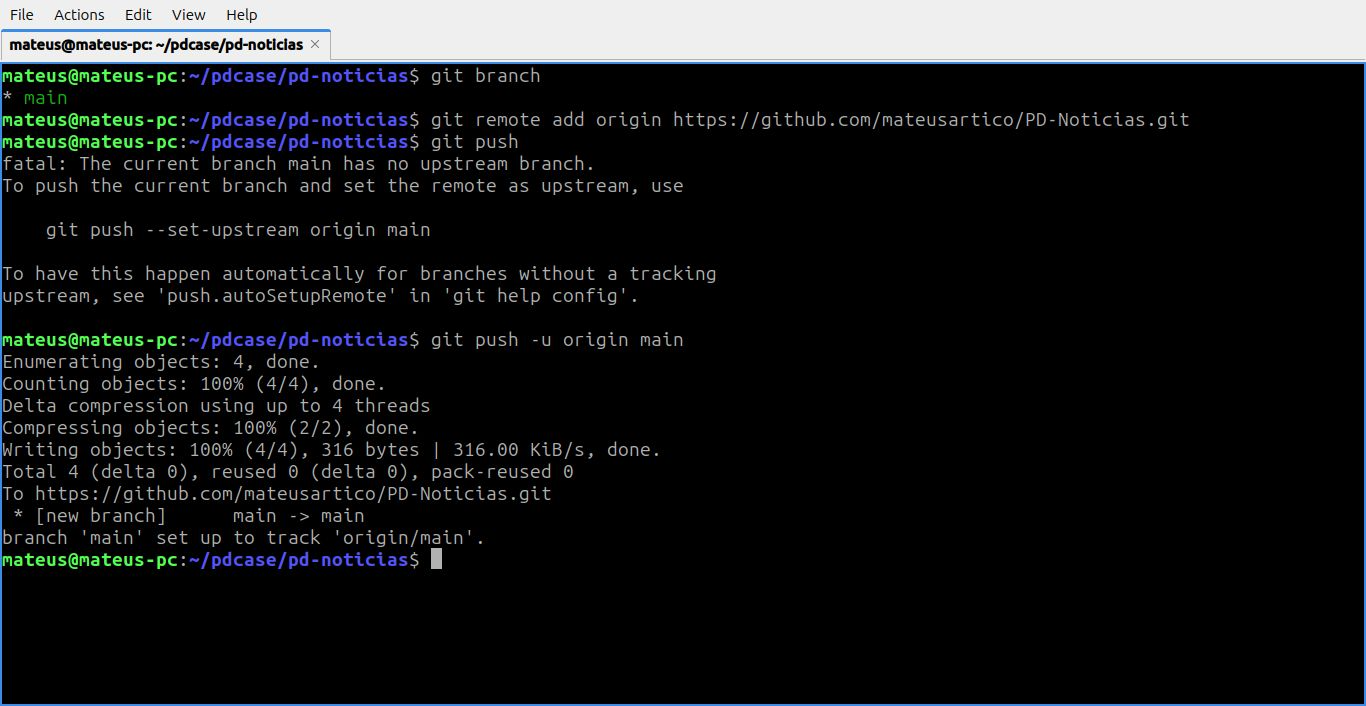 File Actions Edit View Help
mateus@mateus-pc: ~/pdcase/pd-noticias ×
mateus@mateus-pc:~/pdcase/pd-noticias$ git branch
* main
mateus@mateus-pc:~/pdcase/pd-noticias$ git remote add origin https://github.com/mateusartico/PD-Noticias.git
mateus@mateus-pc:~/pdcase/pd-noticias$ git push
fatal: The current branch main has no upstream branch.
To push the current branch and set the remote as upstream, use

    git push --set-upstream origin main

To have this happen automatically for branches without a tracking
upstream, see 'push.autoSetupRemote' in 'git help config'.

mateus@mateus-pc:~/pdcase/pd-noticias$ git push -u origin main
Enumerating objects: 4, done.
Counting objects: 100% (4/4), done.
Delta compression using up to 4 threads
Compressing objects: 100% (2/2), done.
Writing objects: 100% (4/4), 316 bytes | 316.00 KiB/s, done.
Total 4 (delta 0), reused 0 (delta 0), pack-reused 0
To https://github.com/mateusartico/PD-Noticias.git
 * [new branch]      main -> main
branch 'main' set up to track 'origin/main'.
mateus@mateus-pc:~/pdcase/pd-noticias$